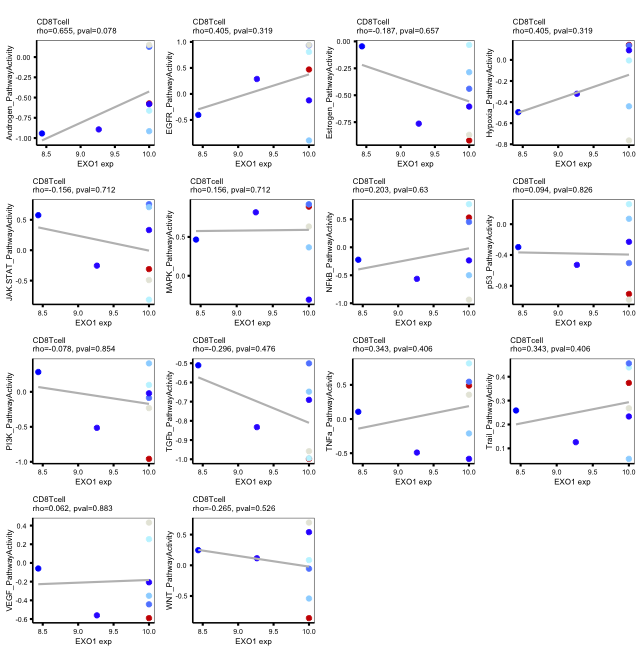 CD8Tcell
rho=0.655, pval=0.078
Androgen_PathwayActivity
0.00
-0.25
-0.50
-0.75
-1.00
8.5
9.0
9.5
10.0
EXO1 exp
CD8Tcell
rho=0.405, pval=0.319
EGFR_PathwayActivity
1.0
0.5
0.0
-0.5
8.5
9.0
9.5
10.0
EXO1 exp
CD8Tcell
rho=-0.187, pval=0.657
Estrogen_PathwayActivity
0.00
-0.25
-0.50
-0.75
8.5
9.0
9.5
10.0
EXO1 exp
CD8Tcell
rho=0.405, pval=0.319
Hypoxia_PathwayActivity
0.0
-0.2
-0.4
-0.6
-0.8
8.5
9.0
9.5
10.0
EXO1 exp
CD8Tcell
rho=-0.156, pval=0.712
JAK.STAT_PathwayActivity
0.5
0.0
-0.5
8.5
9.0
9.5
10.0
EXO1 exp
CD8Tcell
rho=0.156, pval=0.712
MAPK_PathwayActivity
0.5
0.0
8.5
9.0
9.5
10.0
EXO1 exp
CD8Tcell
rho=0.203, pval=0.63
NFkB_PathwayActivity
0.5
0.0
-0.5
-1.0
8.5
9.0
9.5
10.0
EXO1 exp
CD8Tcell
rho=0.094, pval=0.826
p53_PathwayActivity
0.0
-0.4
-0.8
8.5
9.0
9.5
10.0
EXO1 exp
CD8Tcell
rho=-0.078, pval=0.854
PI3K_PathwayActivity
0.0
-0.5
-1.0
8.5
9.0
9.5
10.0
EXO1 exp
CD8Tcell
rho=-0.296, pval=0.476
TGFb_PathwayActivity
-0.5
-0.6
-0.7
-0.8
-0.9
-1.0
8.5
9.0
9.5
10.0
EXO1 exp
CD8Tcell
rho=0.343, pval=0.406
TNFa_PathwayActivity
0.5
0.0
-0.5
8.5
9.0
9.5
10.0
EXO1 exp
CD8Tcell
rho=0.343, pval=0.406
Trail_PathwayActivity
0.4
0.3
0.2
0.1
8.5
9.0
9.5
10.0
EXO1 exp
CD8Tcell
rho=0.062, pval=0.883
VEGF_PathwayActivity
0.4
0.2
0.0
-0.2
-0.4
-0.6
8.5
9.0
9.5
10.0
EXO1 exp
CD8Tcell
rho=-0.265, pval=0.526
WNT_PathwayActivity
0.5
0.0
-0.5
8.5
9.0
9.5
10.0
EXO1 exp